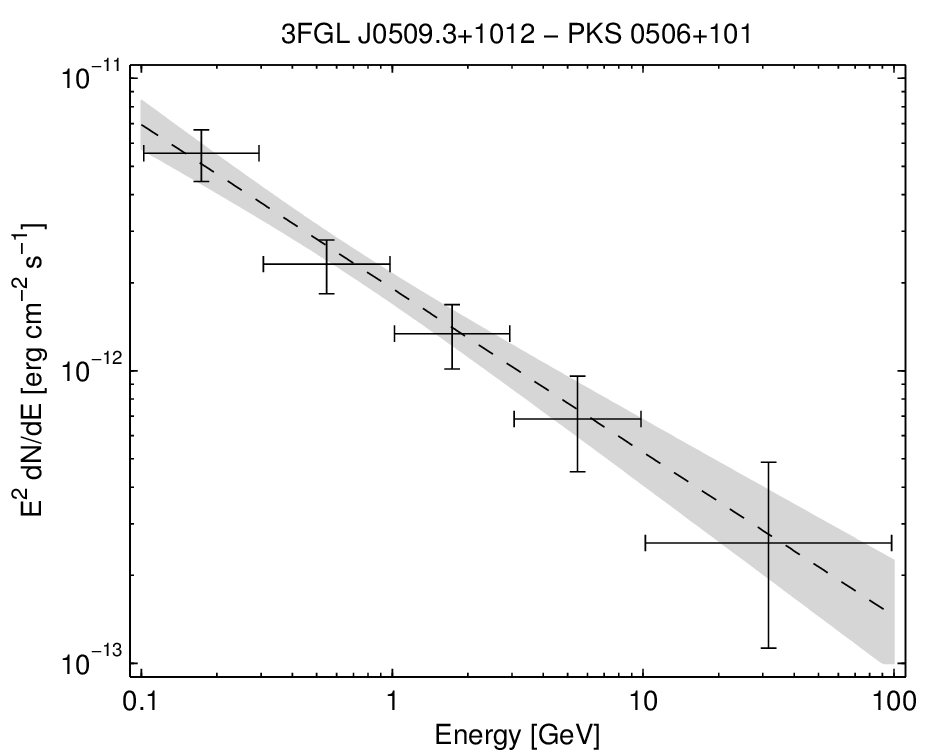 3FGL J0509.3+1012 − PKS 0506+101
10⁻¹¹
10⁻¹²
10⁻¹³
E² dN/dE [erg cm⁻² s⁻¹]
0.1 1 10 100
Energy [GeV]